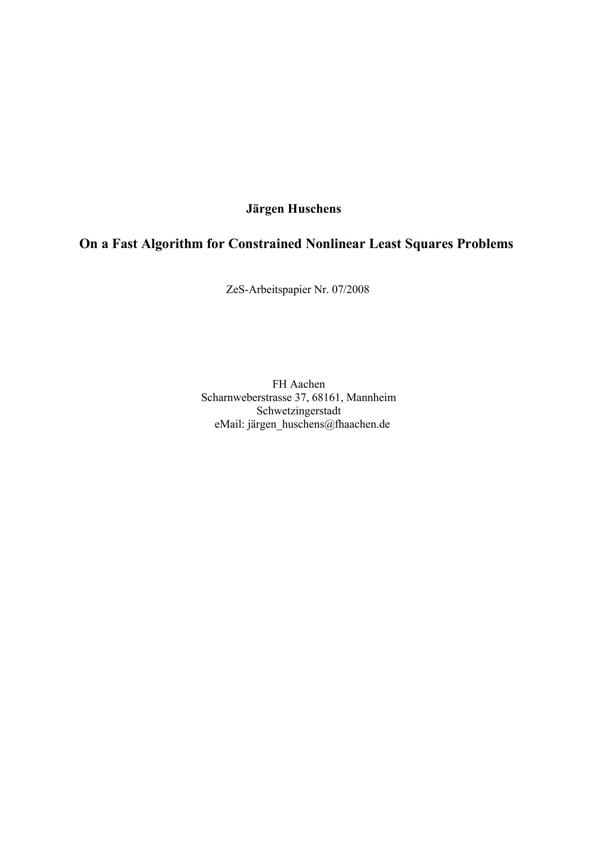 Järgen Huschens
On a Fast Algorithm for Constrained Nonlinear Least Squares Problems
ZeS-Arbeitspapier Nr. 07/2008
FH Aachen
Scharnweberstrasse 37, 68161, Mannheim
Schwetzingerstadt
eMail: järgen_huschens@fhaachen.de